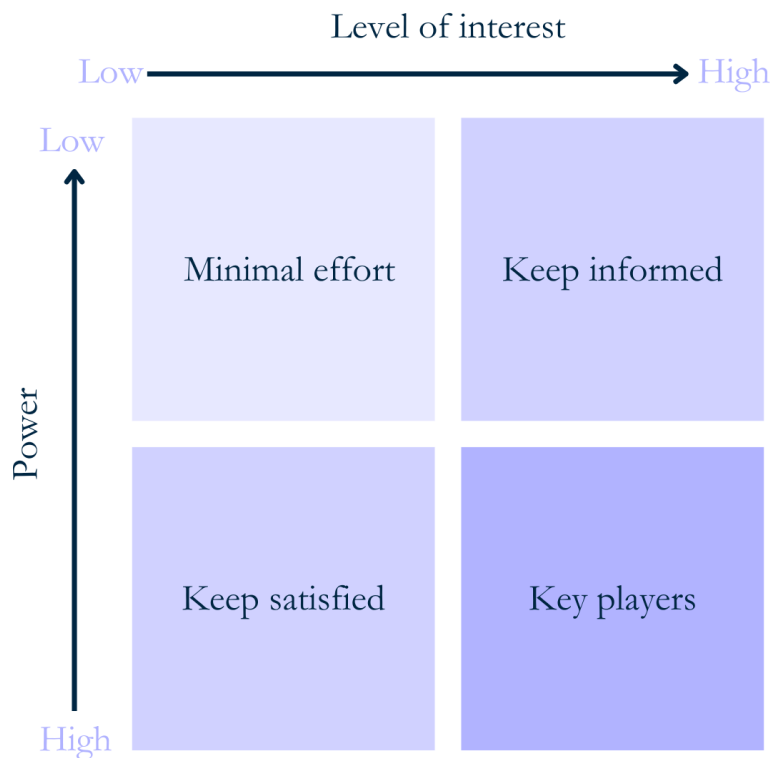 Level of interest
Low
High
Low
Minimal effort
Keep informed
Power
Keep satisfied
Key players
High